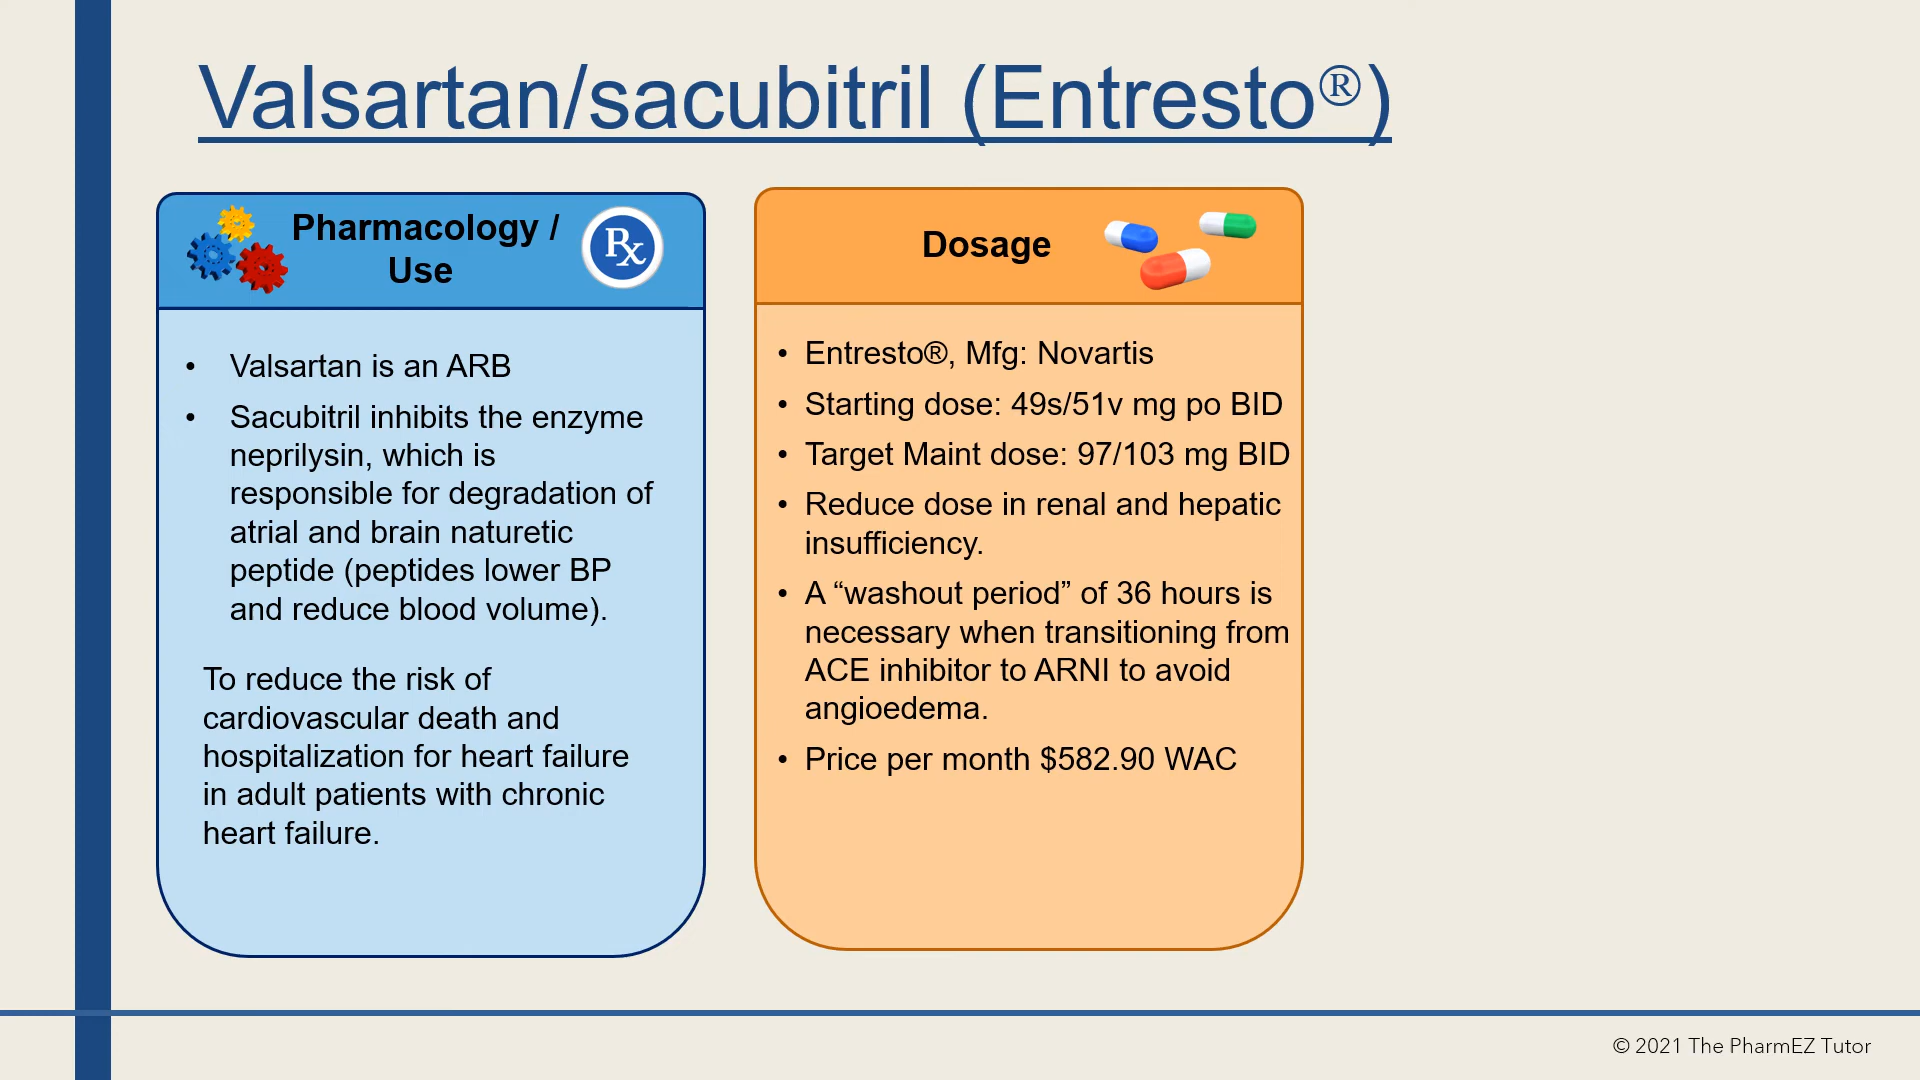 Valsartan/sacubitril (Entresto®)
Pharmacology /
Use
Rx
• Valsartan is an ARB
• Sacubitril inhibits the enzyme
neprilysin, which is
responsible for degradation of
atrial and brain naturetic
peptide (peptides lower BP
and reduce blood volume).
To reduce the risk of
cardiovascular death and
hospitalization for heart failure
in adult patients with chronic
heart failure.
Dosage
• Entresto®, Mfg: Novartis
• Starting dose: 49s/51v mg po BID
• Target Maint dose: 97/103 mg BID
• Reduce dose in renal and hepatic
insufficiency.
• A “washout period” of 36 hours is
necessary when transitioning from
ACE inhibitor to ARNI to avoid
angioedema.
• Price per month $582.90 WAC
© 2021 The PharmEZ Tutor